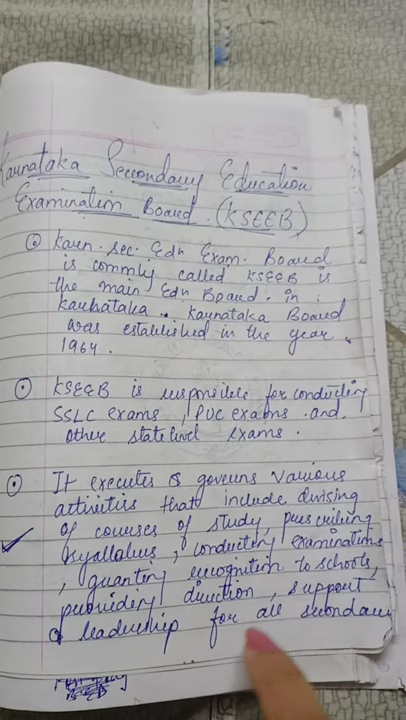 Karnataka Secondary Education
Examination Board. (KSEEB)
Karn. Sec. Edn Exam. Board
is commly called KSEEB is
the main Edn Board. in
Karnataka. Karnataka Board
was established in the year
1964.
KSEEB is responsible for conducting
SSLC exams, PUC exams and
other state level exams.
It executes & governs various
activities that include divising
of courses of study, prescribing
syallabus, conducting examinations
, granting recognition to schools,
providing direction, support
& leadership for all secondary